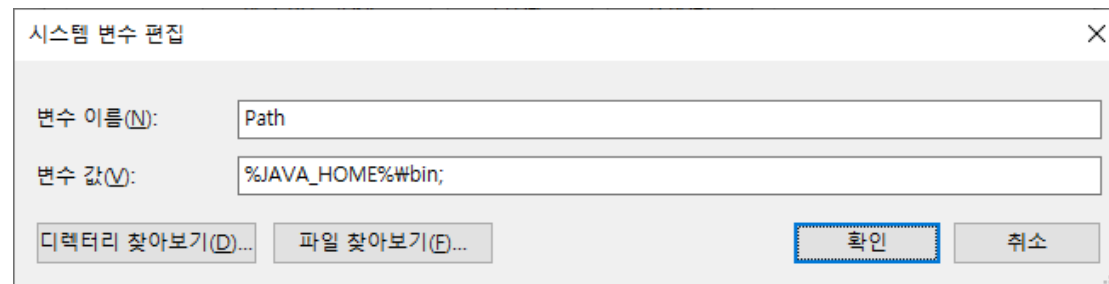 시스템 변수 편집
변수 이름(N): Path
변수 값(V): %JAVA_HOME%₩bin;
디렉터리 찾아보기(D)... 파일 찾아보기(F)... 확인 취소